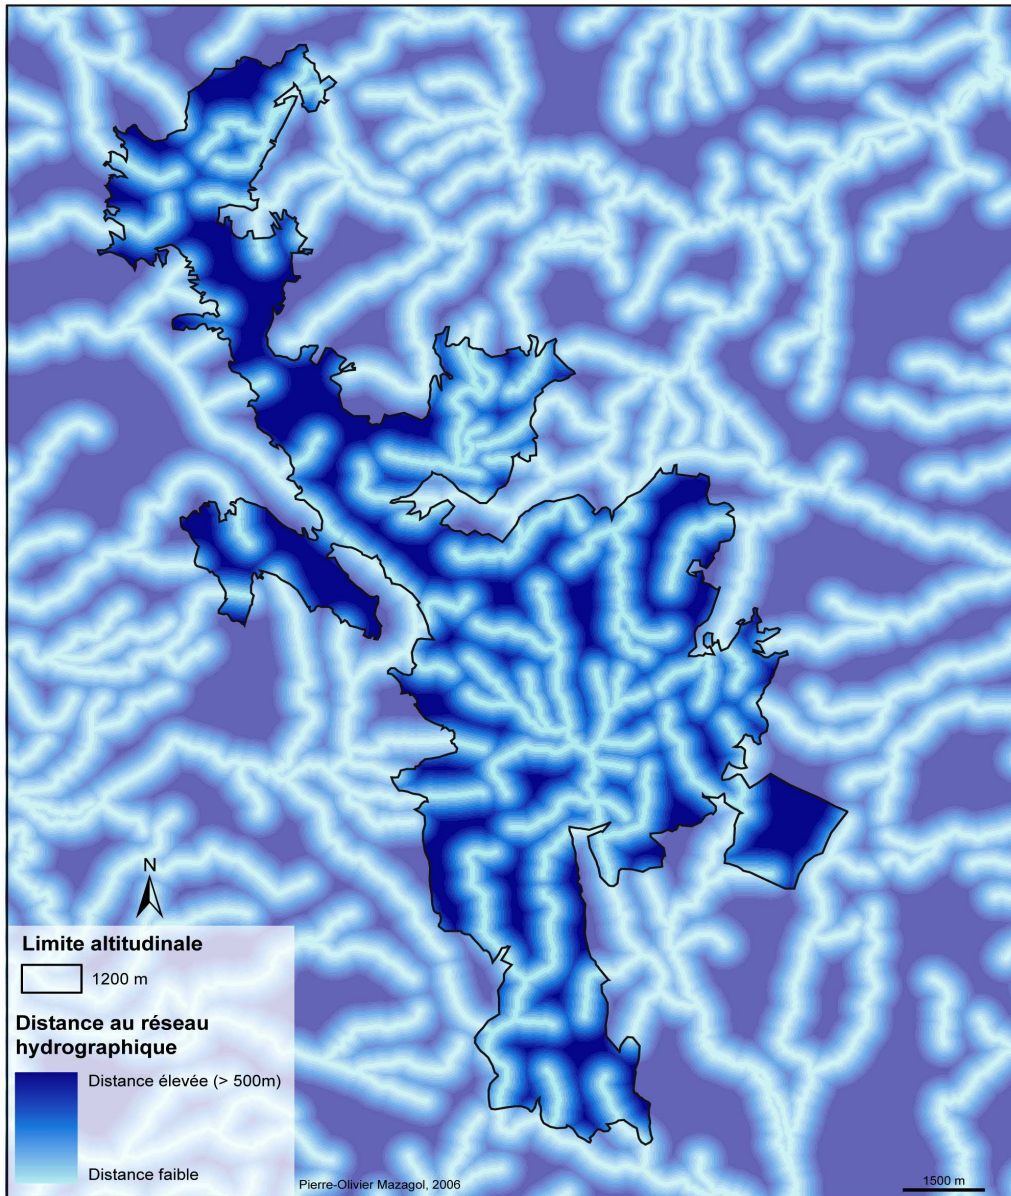 N
Limite altitudinale
1200 m
Distance au réseau
hydrographique
Distance élevée (> 500m)
Distance faible
Pierre-Olivier Mazagol, 2006
1500 m